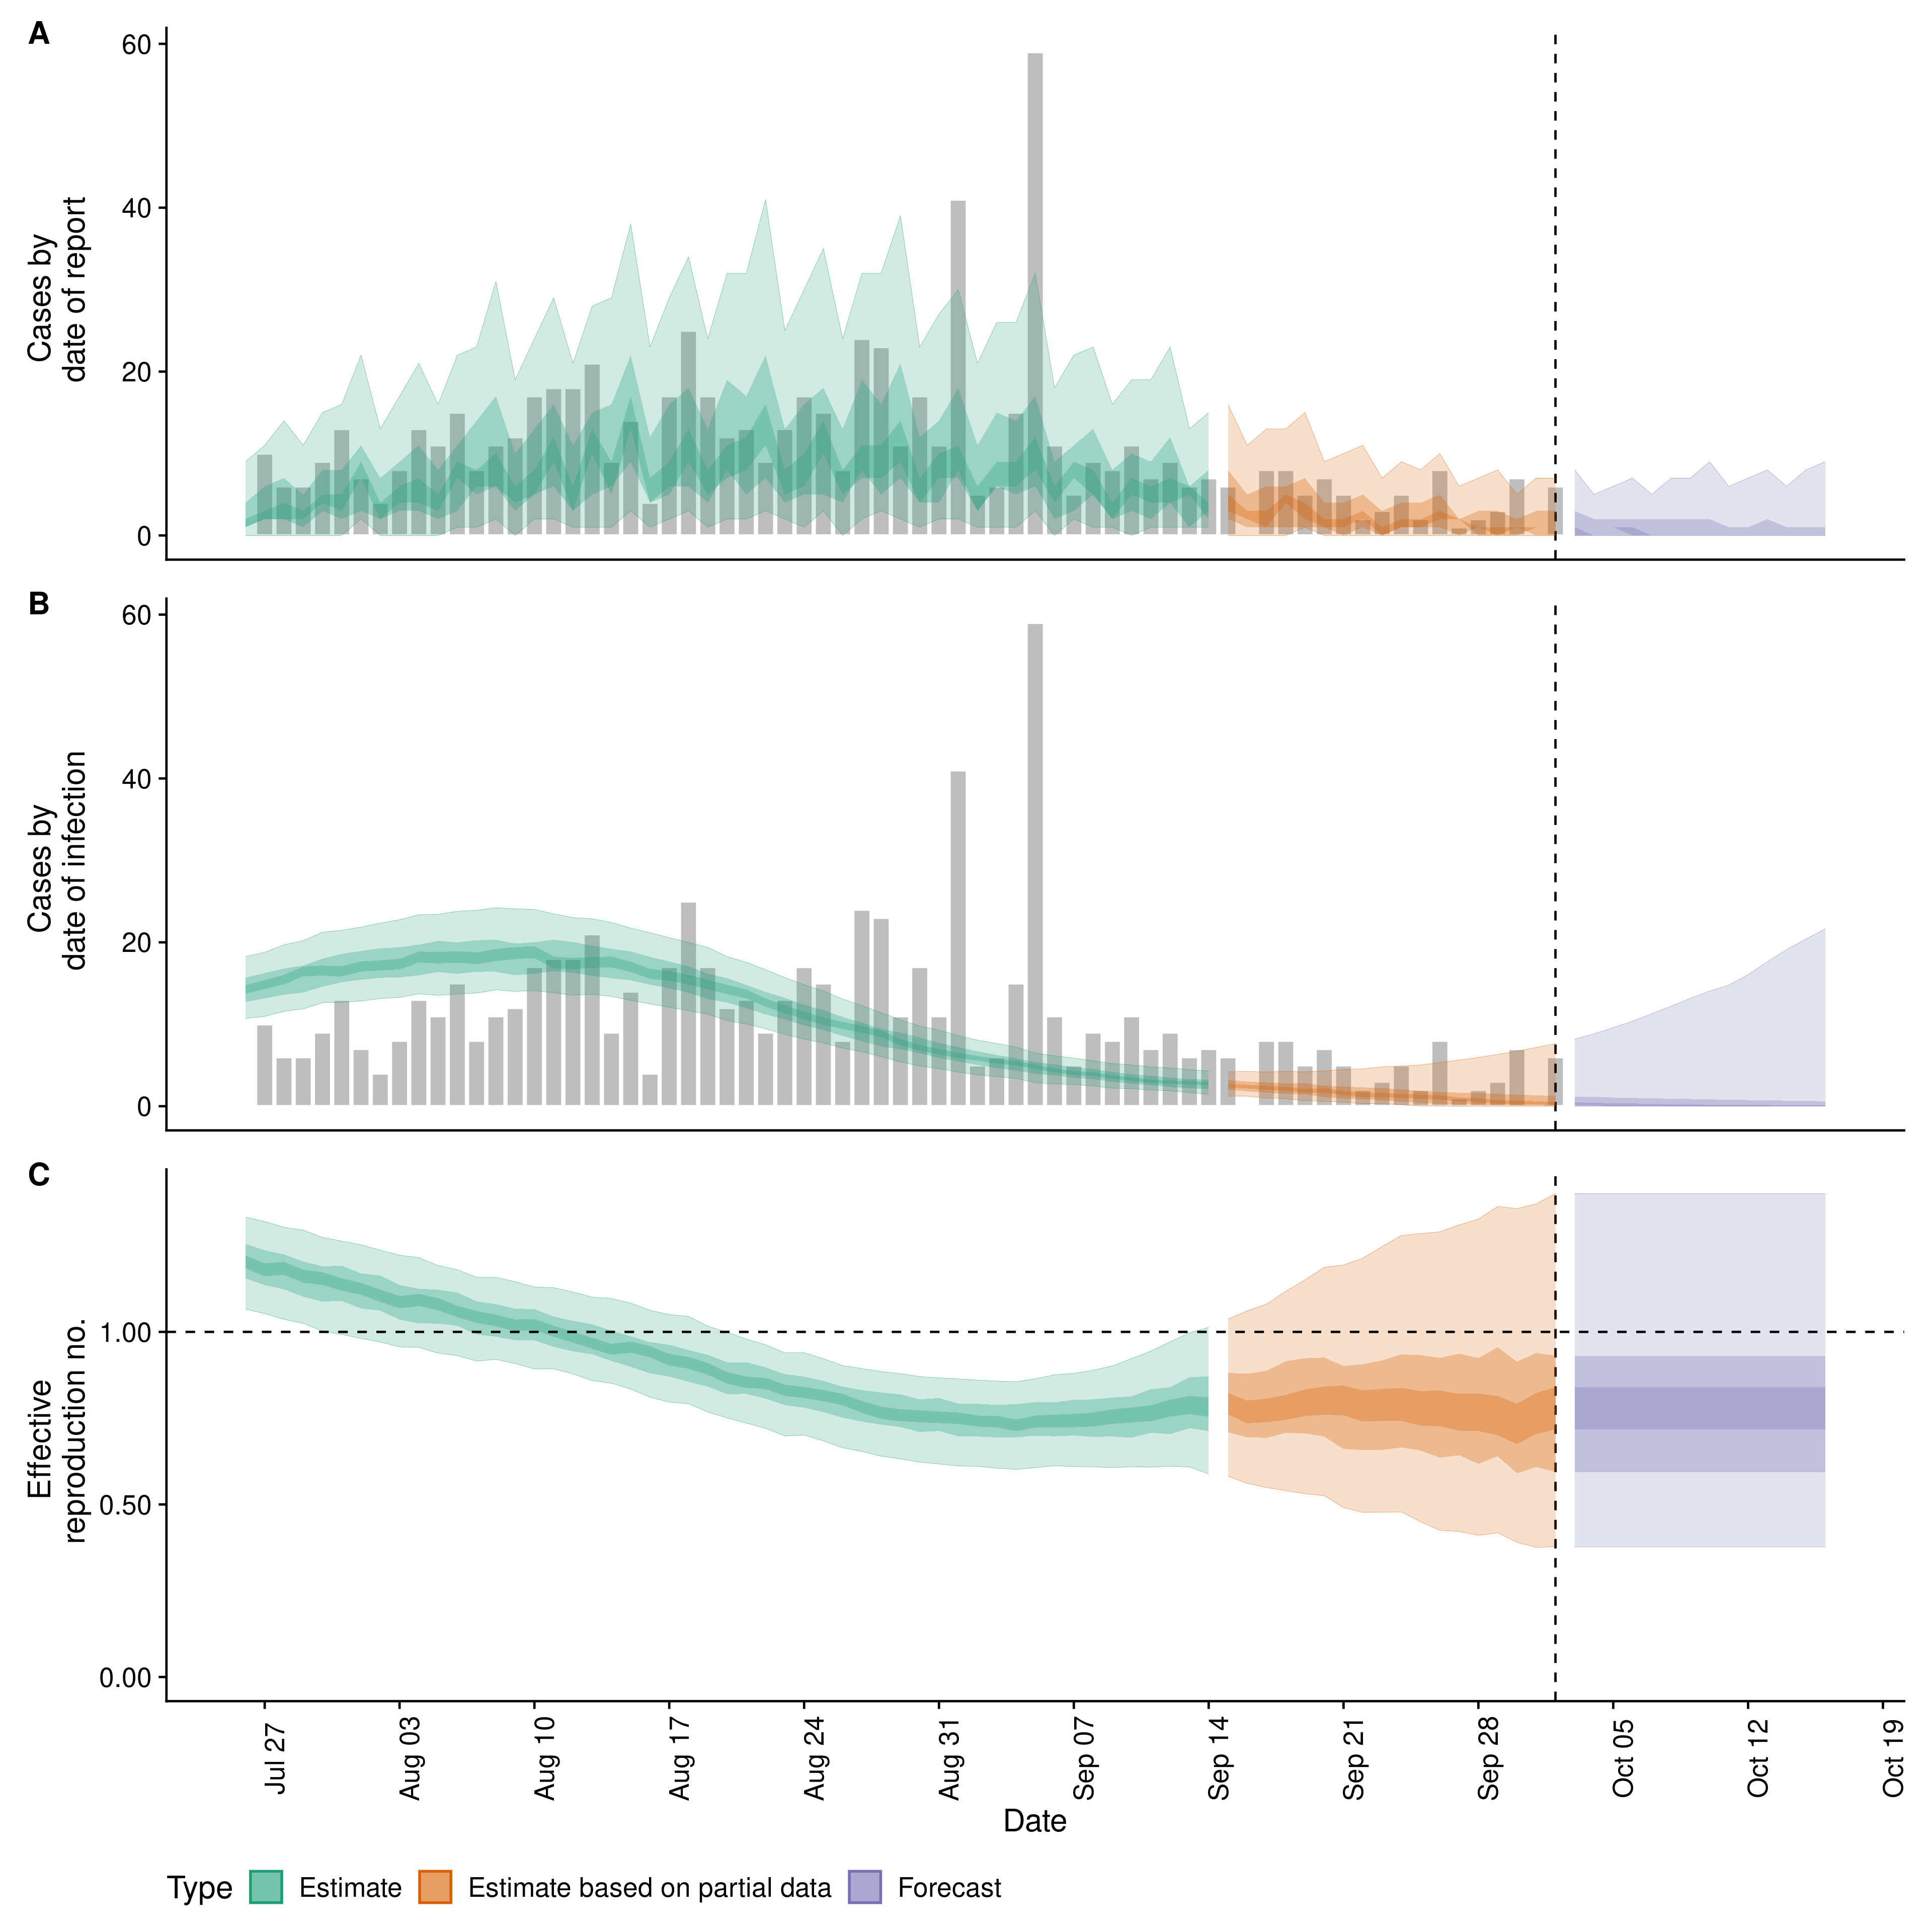 A
Cases by
date of report
60
40
20
0
B
Cases by
date of infection
60
40
20
0
C
Effective
reproduction no.
1.00
0.50
0.00
Jul 27
Aug 03
Aug 10
Aug 17
Aug 24
Aug 31
Sep 07
Sep 14
Sep 21
Sep 28
Oct 05
Oct 12
Oct 19
Date
Type Estimate Estimate based on partial data Forecast